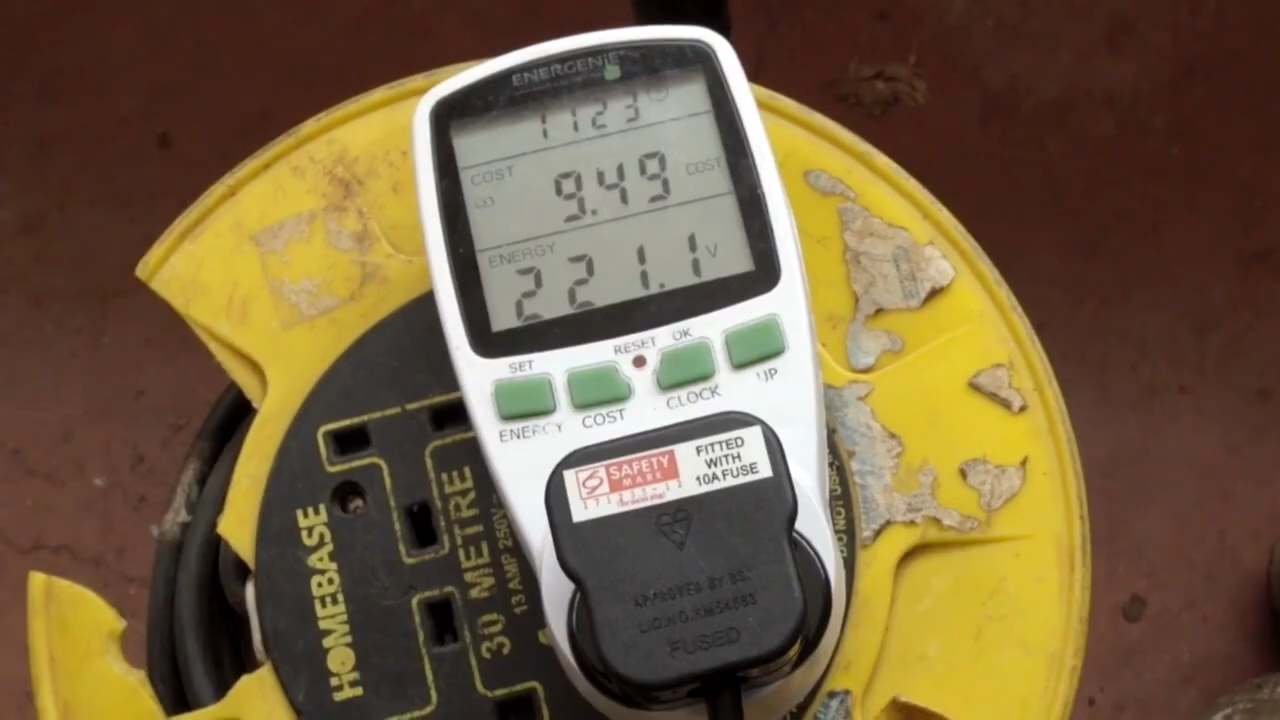 ENERGENIE
1123
COST
9.49 COST
ENERGY
221.1 V
SET RESET OK
ENERGY COST CLOCK UP
SAFETY
MARK
FITTED
WITH
10A FUSE
APPROVED BY BSI
FUSED
HOMEBASE
30 METRE
13 AMP 250V
DO NOT USE